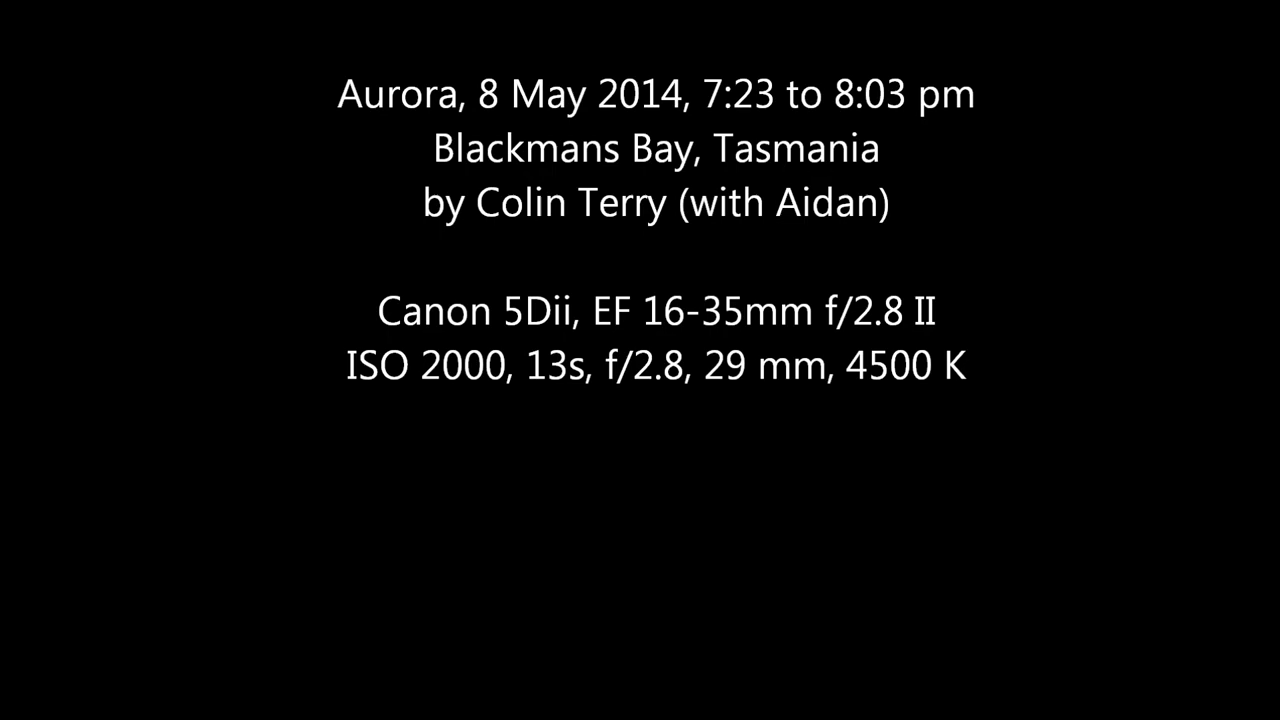 Aurora, 8 May 2014, 7:23 to 8:03 pm
Blackmans Bay, Tasmania
by Colin Terry (with Aidan)
Canon 5Dii, EF 16-35mm f/2.8 II
ISO 2000, 13s, f/2.8, 29 mm, 4500 K